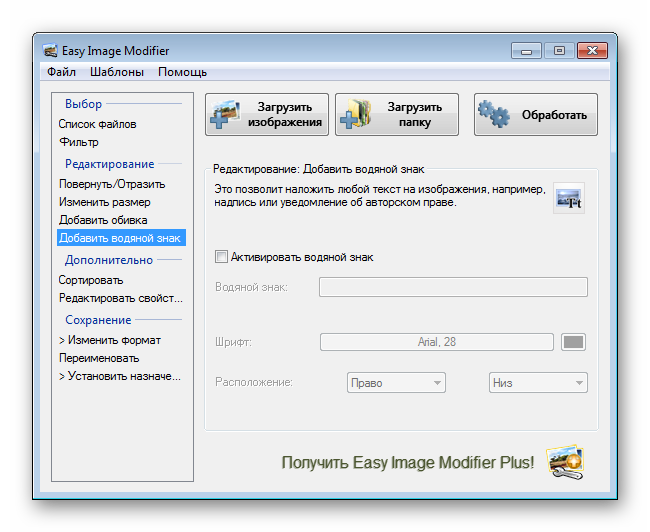 Easy Image Modifier
Файл Шаблоны Помощь
Выбор
Список файлов
Фильтр
Редактирование
Повернуть/Отразить
Изменить размер
Добавить обивка
Добавить водяной знак
Дополнительно
Сортировать
Редактировать свойст...
Сохранение
> Изменить формат
Переименовать
> Установить назначе...
Загрузить
изображения
Загрузить
папку
Обработать
Редактирование: Добавить водяной знак
Это позволит наложить любой текст на изображения, например,
надпись или уведомление об авторском праве.
Tt
Активировать водяной знак
Водяной знак:
Шрифт:
Arial, 28
Расположение:
Право
Низ
Получить Easy Image Modifier Plus!